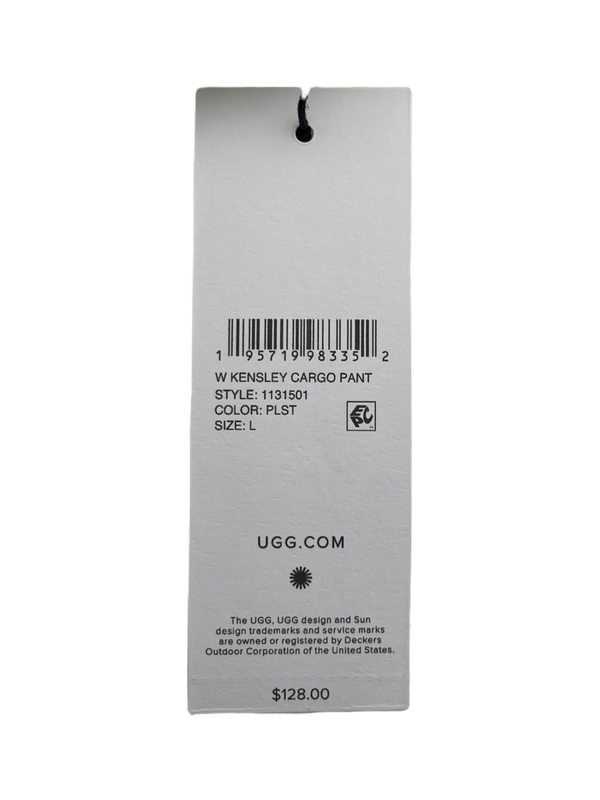 1 95719 98335 2
W KENSLEY CARGO PANT
STYLE: 1131501
COLOR: PLST
SIZE: L
EPC
UGG.COM
The UGG, UGG design and Sun
design trademarks and service marks
are owned or registered by Deckers
Outdoor Corporation of the United States.
$128.00